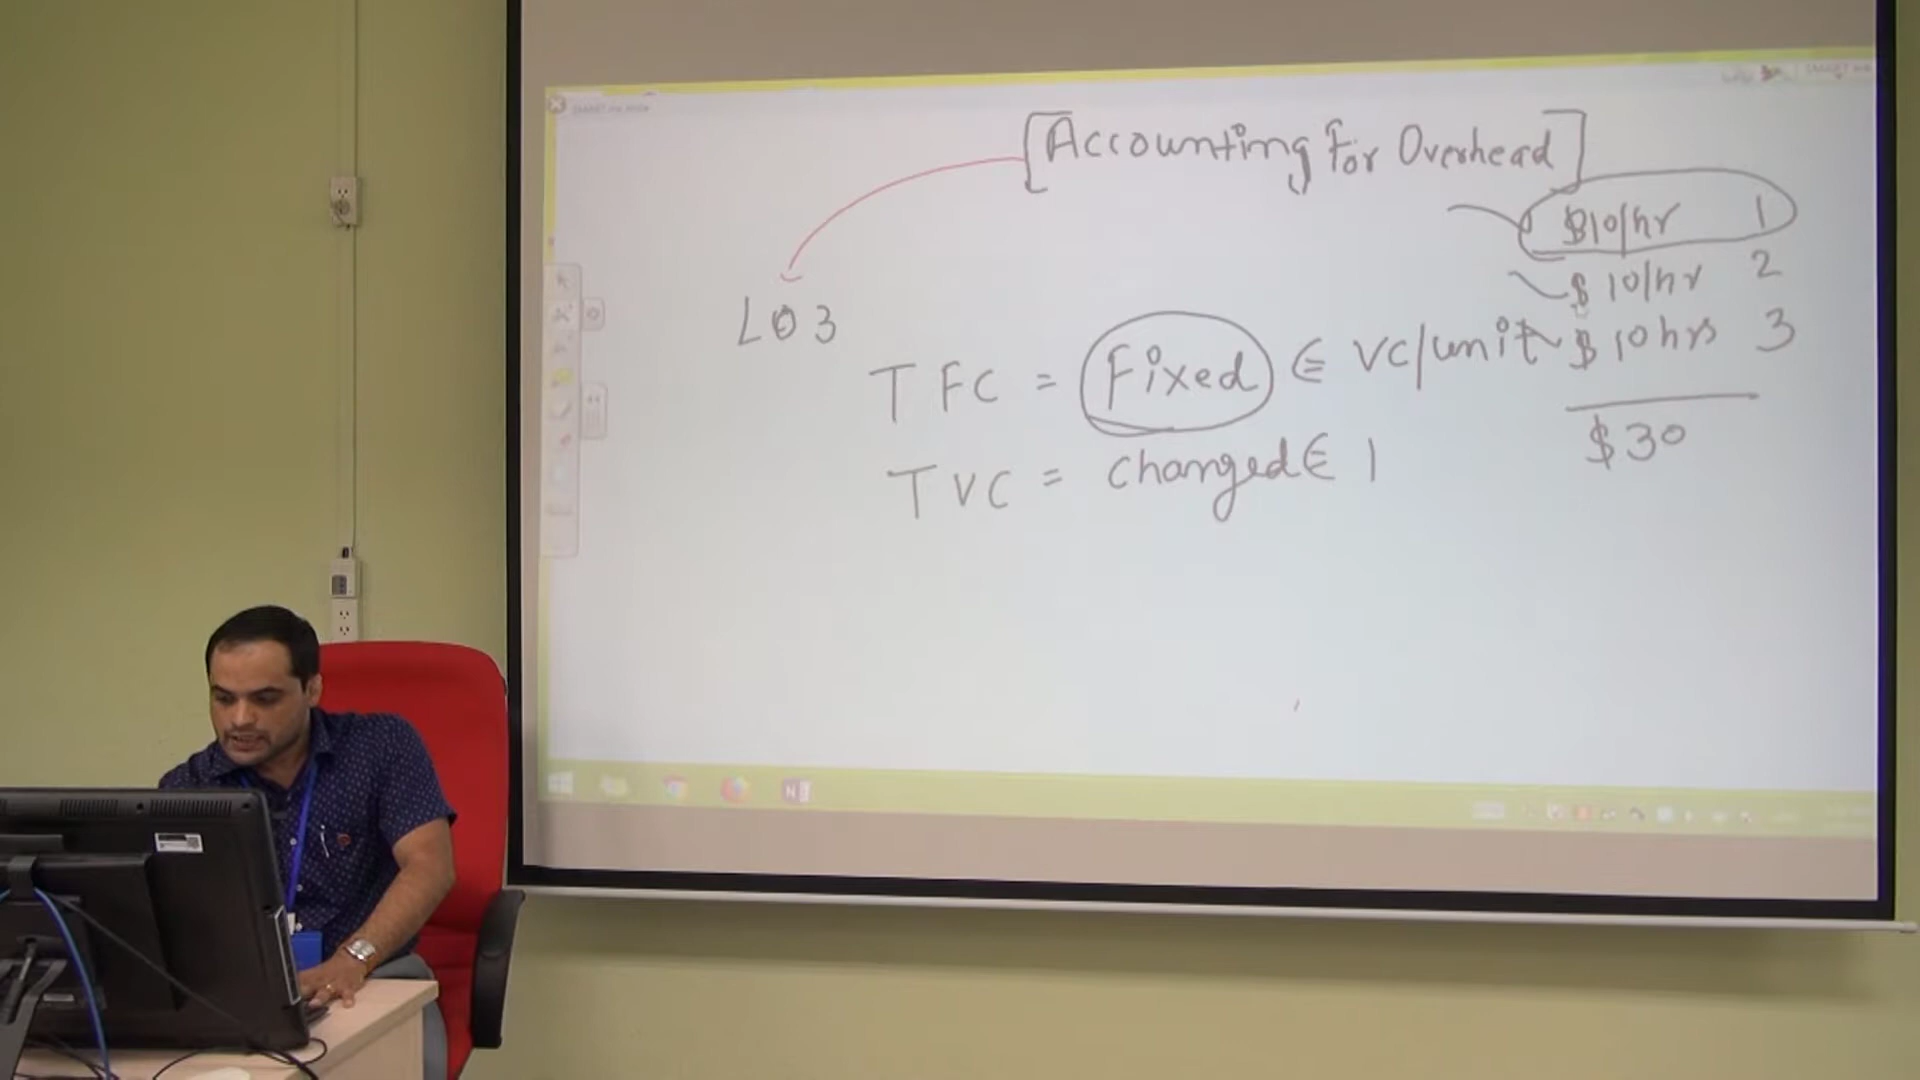 [Accounting For Overhead]
$10/hr 1
$10/hr 2
LO3
TFC = Fixed ∈ VC/unit $10hrs 3
$30
TVC = changed ∈ 1